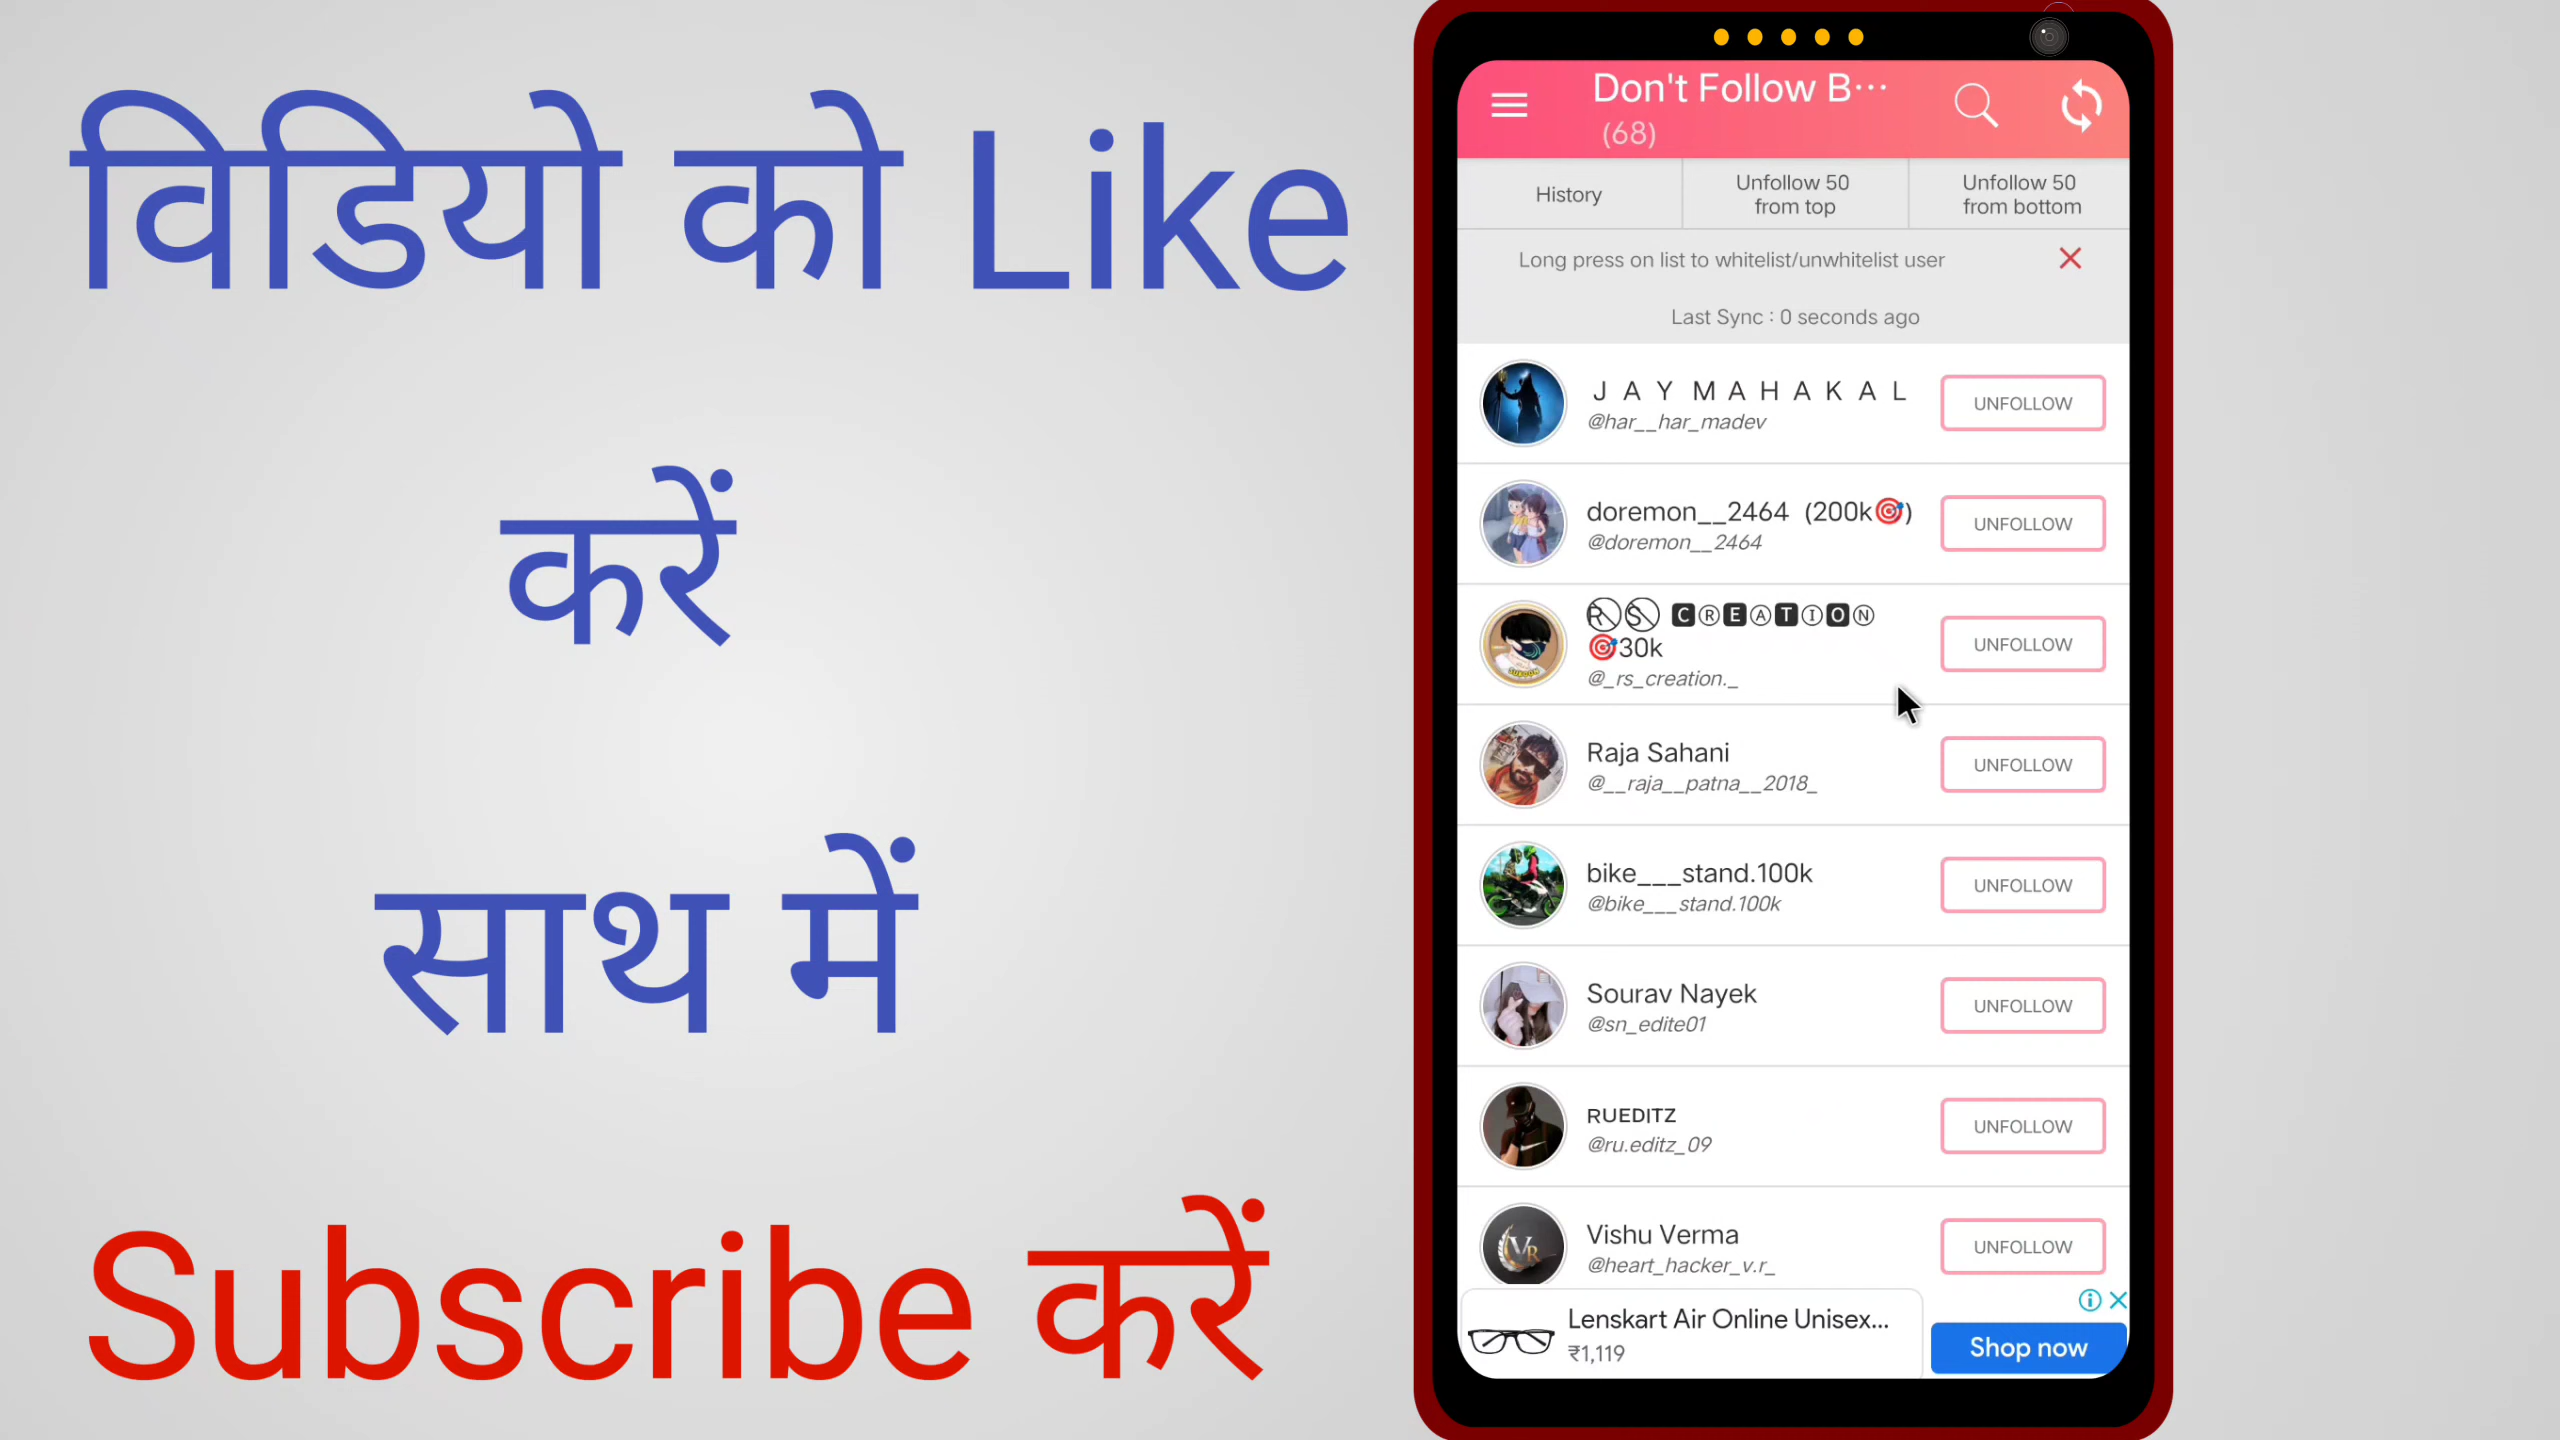 विडियो को Like
करें
साथ में
Subscribe करें
Don't Follow B...
(68)
History
Unfollow 50
from top
Unfollow 50
from bottom
Long press on list to whitelist/unwhitelist user
Last Sync : 0 seconds ago
J A Y M A H A K A L
@har__har_madev
UNFOLLOW
doremon__2464 (200k🎯)
@doremon__2464
UNFOLLOW
R⃠ S⃠ 🅲Ⓡ🅴Ⓐ🆃Ⓘ🅾Ⓝ
🎯30k
@_rs_creation._
UNFOLLOW
Raja Sahani
@__raja__patna__2018_
UNFOLLOW
bike___stand.100k
@bike___stand.100k
UNFOLLOW
Sourav Nayek
@sn_edite01
UNFOLLOW
ʀᴜᴇᴅɪᴛᴢ
@ru.editz_09
UNFOLLOW
Vishu Verma
@heart_hacker_v.r_
UNFOLLOW
Lenskart Air Online Unisex...
₹1,119
Shop now